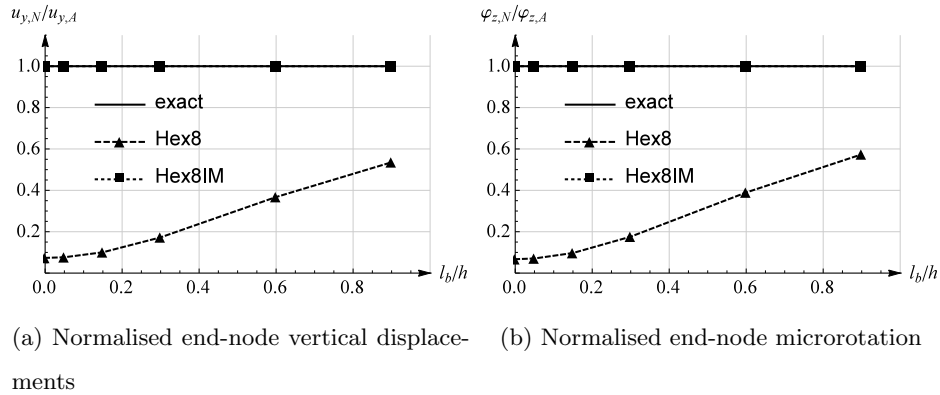 u_{y,N}/u_{y,A}
1.0
0.8
0.6
0.4
0.2
0.0 0.2 0.4 0.6 0.8
l_b/h
exact
Hex8
Hex8IM
(a) Normalised end-node vertical displace-
ments
φ_{z,N}/φ_{z,A}
1.0
0.8
0.6
0.4
0.2
0.0 0.2 0.4 0.6 0.8
l_b/h
exact
Hex8
Hex8IM
(b) Normalised end-node microrotation